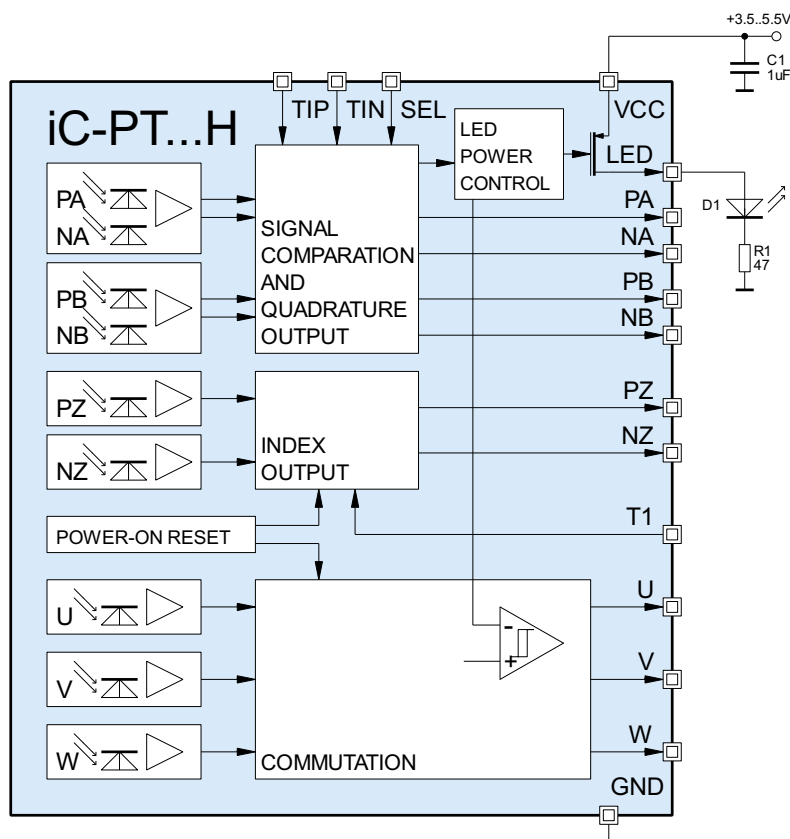 +3.5..5.5V
C1
1uF
TIP TIN SEL VCC
iC-PT...H
LED
POWER
CONTROL
LED
PA
NA
SIGNAL
COMPARATION
AND
QUADRATURE
OUTPUT
PA
NA
D1
R1
47
PB
NB
PB
NB
PZ
NZ
INDEX
OUTPUT
PZ
NZ
POWER-ON RESET
T1
U
V
W
-
+
COMMUTATION
U
V
W
GND